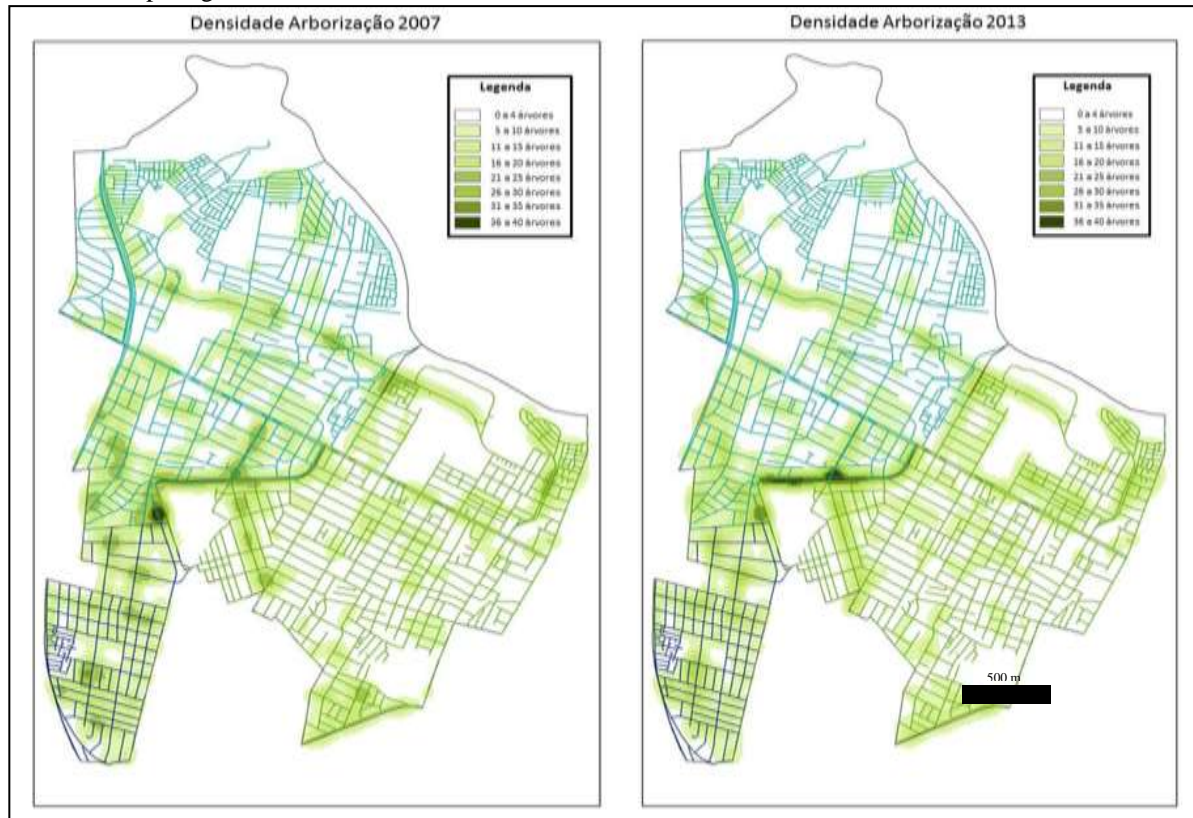 Densidade Arborização 2007
Legenda
0 a 4 árvores
5 a 10 árvores
11 a 15 árvores
16 a 20 árvores
21 a 25 árvores
26 a 30 árvores
31 a 35 árvores
36 a 40 árvores
Densidade Arborização 2013
Legenda
0 a 4 árvores
5 a 10 árvores
11 a 15 árvores
16 a 20 árvores
21 a 25 árvores
26 a 30 árvores
31 a 35 árvores
36 a 40 árvores
500 m